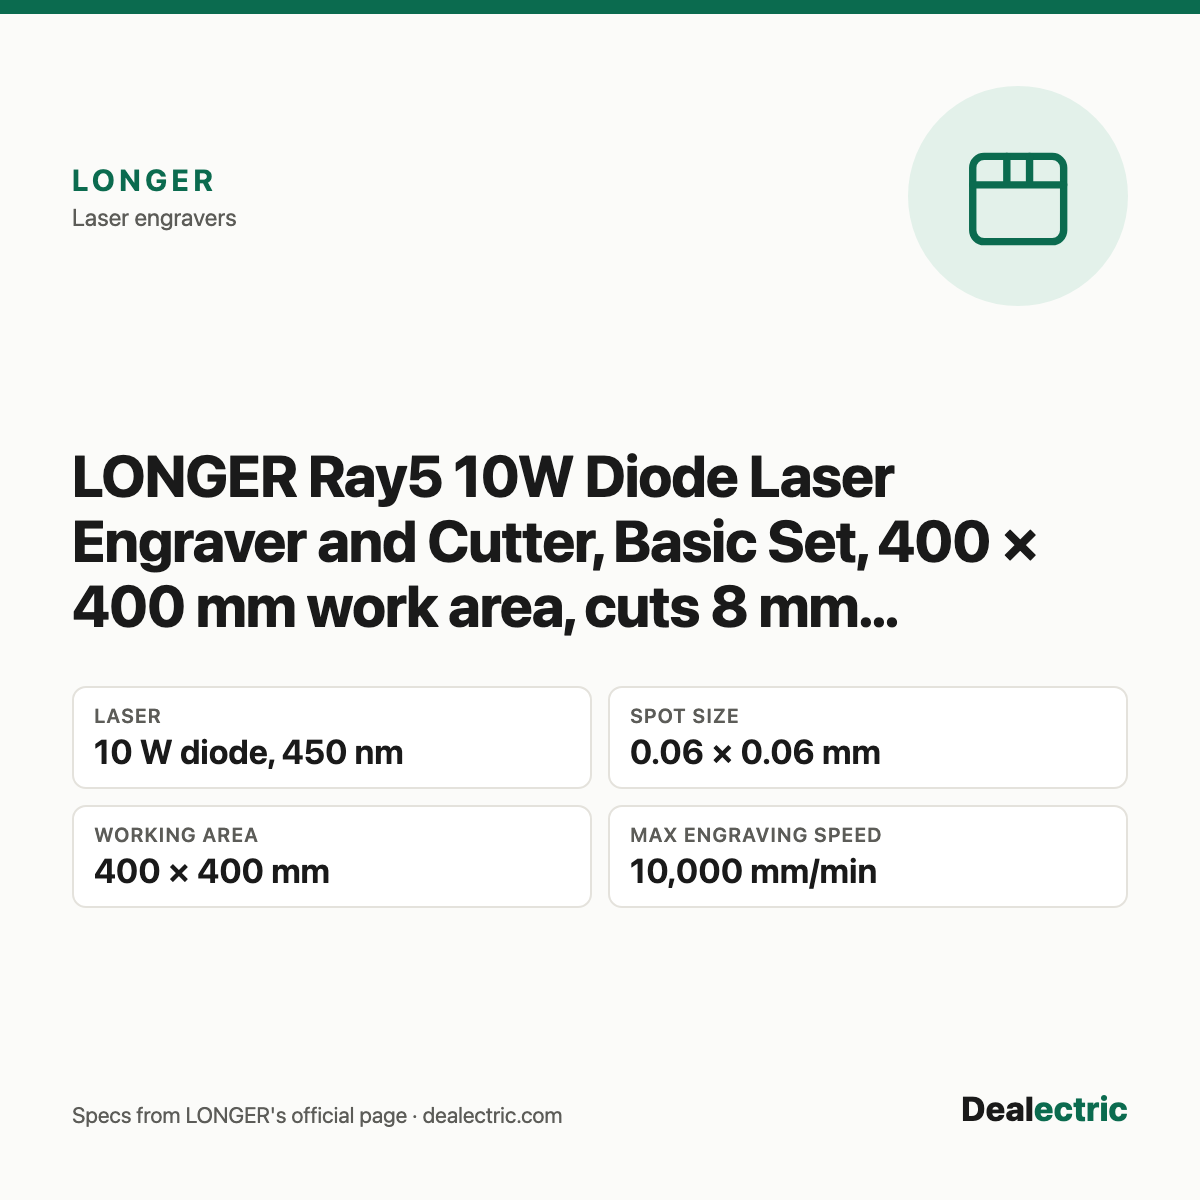 LONGER
Laser engravers
LONGER Ray5 10W Diode Laser
Engraver and Cutter, Basic Set, 400 ×
400 mm work area, cuts 8 mm...
LASER
10 W diode, 450 nm
SPOT SIZE
0.06 × 0.06 mm
WORKING AREA
400 × 400 mm
MAX ENGRAVING SPEED
10,000 mm/min
Specs from LONGER's official page · dealectric.com
Dealectric